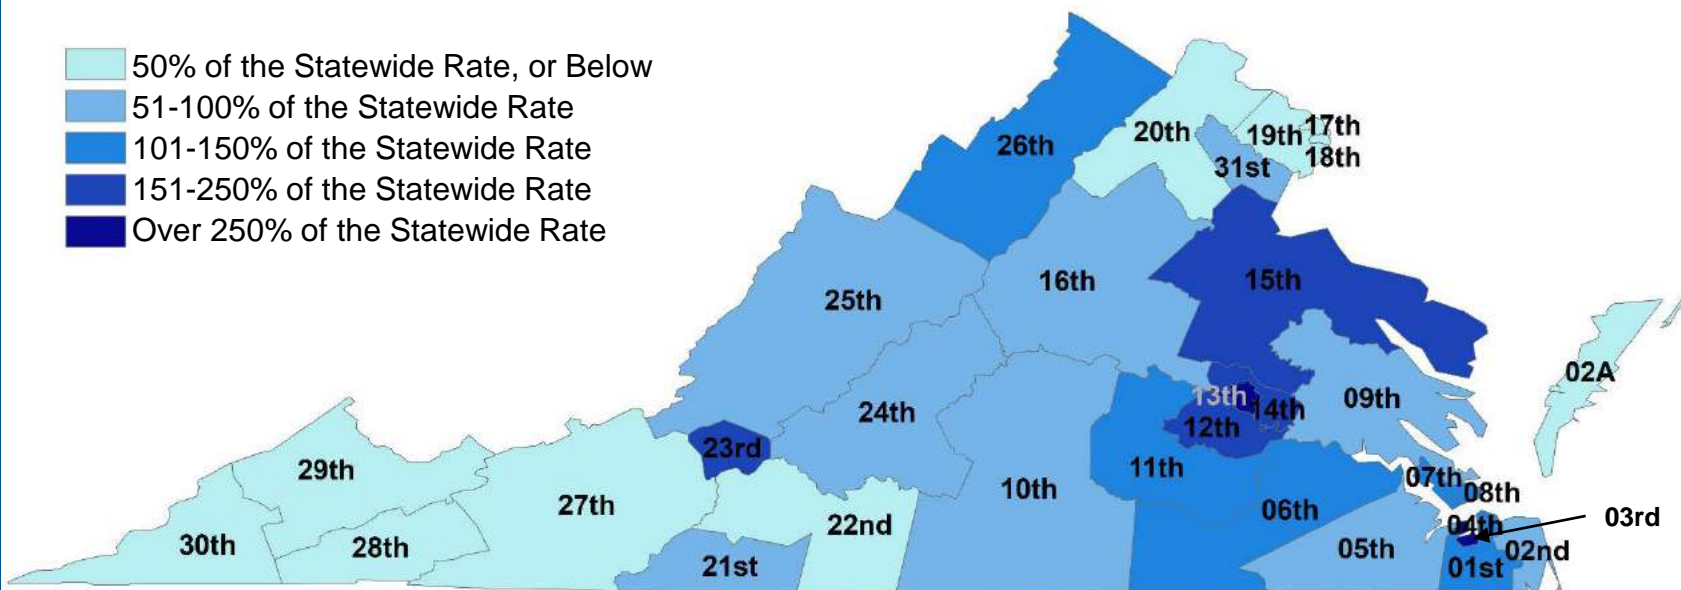 50% of the Statewide Rate, or Below
51-100% of the Statewide Rate
101-150% of the Statewide Rate
151-250% of the Statewide Rate
Over 250% of the Statewide Rate
26th
20th
19th
17th
18th
31st
25th
16th
15th
02A
24th
13th
14th
09th
12th
23rd
29th
27th
10th
11th
07th
08th
06th
22nd
04th
03rd
30th
28th
21st
05th
02nd
01st